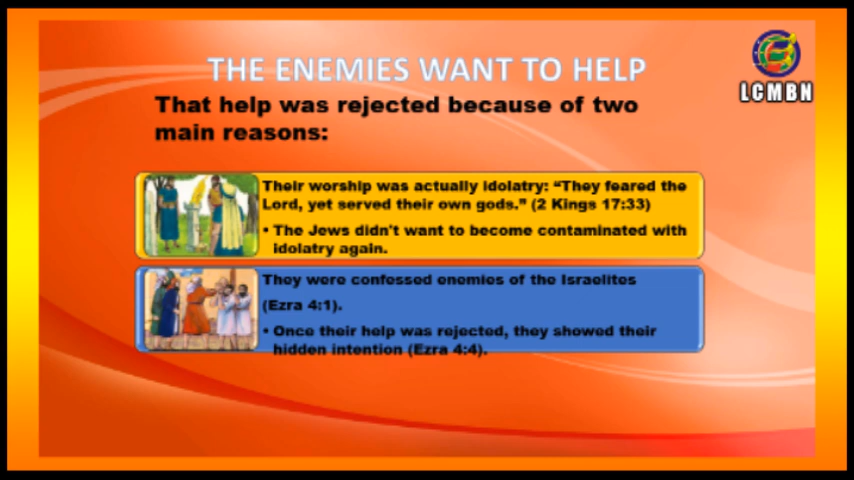 THE ENEMIES WANT TO HELP
LCMBN
That help was rejected because of two
main reasons:
Their worship was actually idolatry: “They feared the
Lord, yet served their own gods.” (2 Kings 17:33)
• The Jews didn't want to become contaminated with
idolatry again.
They were confessed enemies of the Israelites
(Ezra 4:1).
• Once their help was rejected, they showed their
hidden intention (Ezra 4:4).